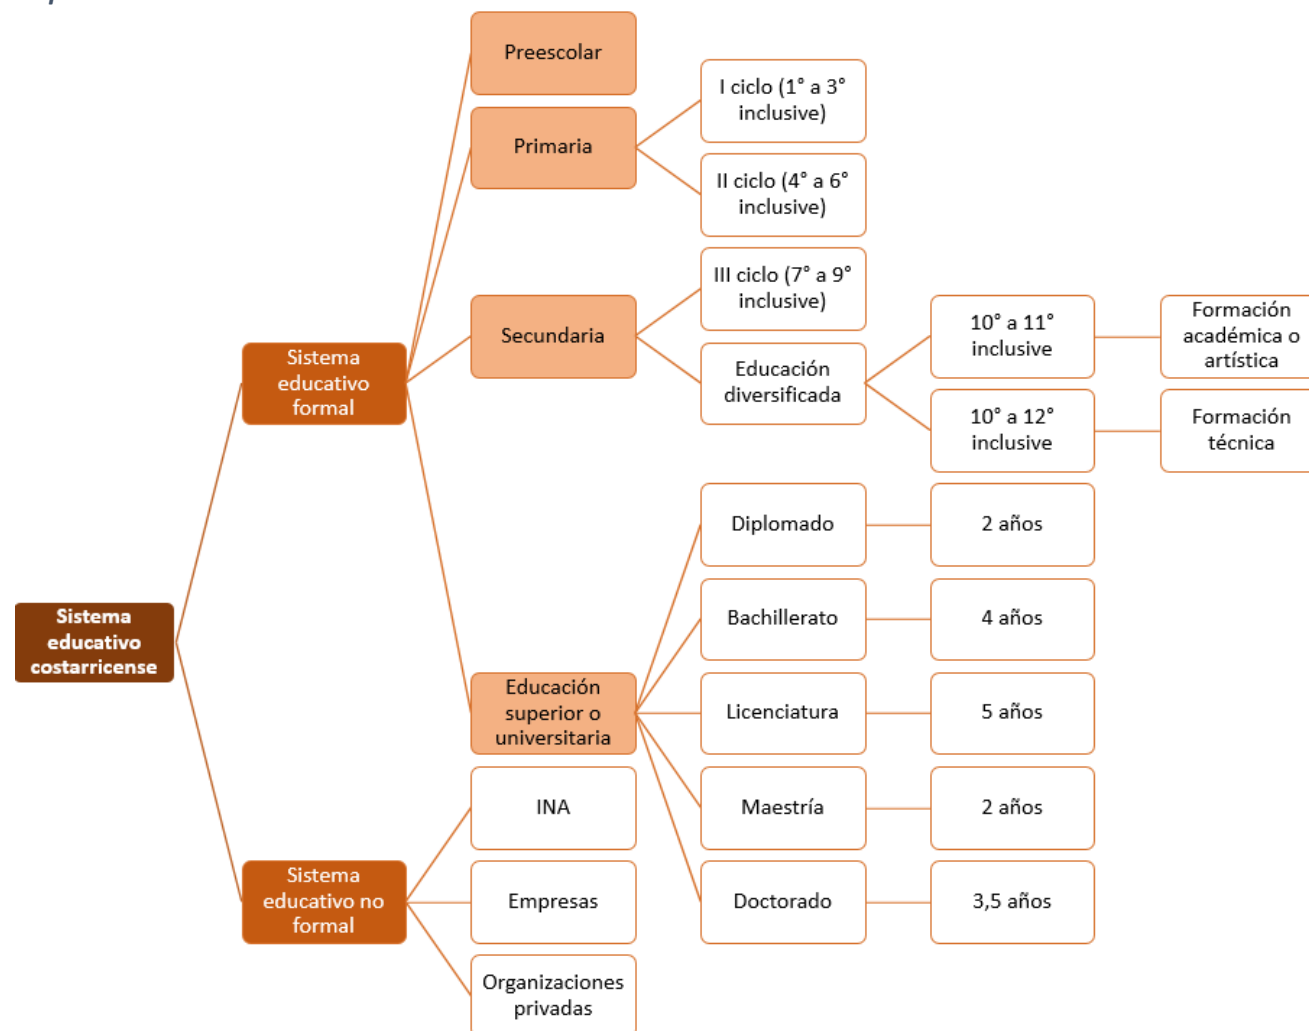 Preescolar
Primaria
I ciclo (1° a 3°
inclusive)
II ciclo (4° a 6°
inclusive)
Secundaria
III ciclo (7° a 9°
inclusive)
Educación
diversificada
10° a 11°
inclusive
Formación
académica o
artística
10° a 12°
inclusive
Formación
técnica
Sistema
educativo
formal
Sistema
educativo
costarricense
Educación
superior o
universitaria
Diplomado
2 años
Bachillerato
4 años
Licenciatura
5 años
Maestría
2 años
Doctorado
3,5 años
Sistema
educativo no
formal
INA
Empresas
Organizaciones
privadas